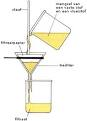 staaf
mengsel van
een vaste stof
en een vloeistof
filtreerpapier
trechter
filtraat